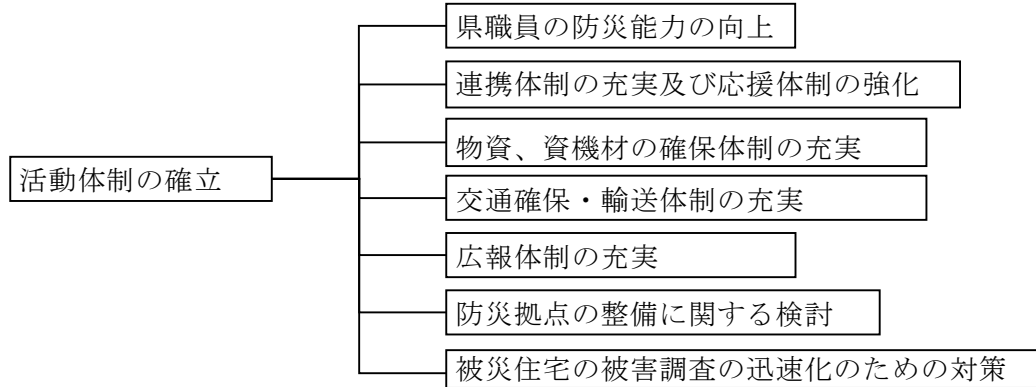 県職員の防災能力の向上
連携体制の充実及び応援体制の強化
物資、資機材の確保体制の充実
活動体制の確立
交通確保・輸送体制の充実
広報体制の充実
防災拠点の整備に関する検討
被災住宅の被害調査の迅速化のための対策